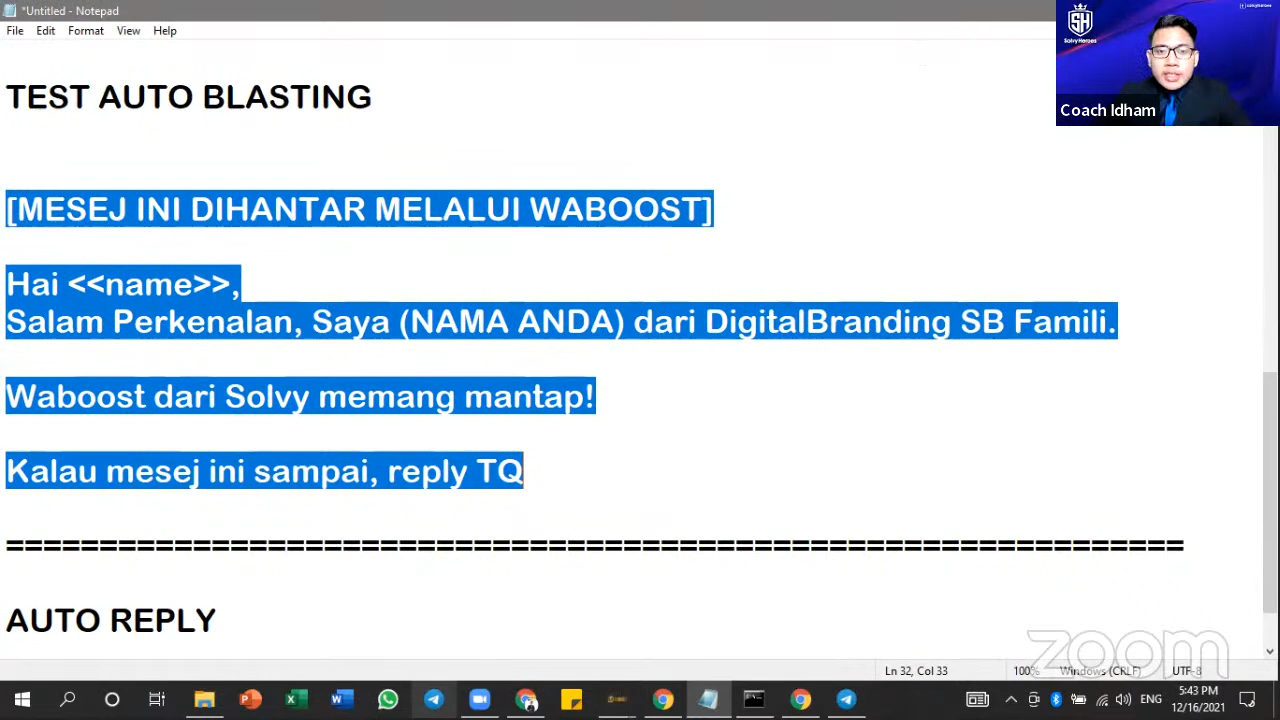 *Untitled - Notepad
File Edit Format View Help
SH
SolvyHeroes
solvyheroes
Coach Idham
TEST AUTO BLASTING
[MESEJ INI DIHANTAR MELALUI WABOOST]
Hai <<name>>,
Salam Perkenalan, Saya (NAMA ANDA) dari DigitalBranding SB Famili.
Waboost dari Solvy memang mantap!
Kalau mesej ini sampai, reply TQ
===============================================================
AUTO REPLY
zoom
Ln 32, Col 33 100% Windows (CRLF) UTF-8
ENG
5:43 PM
12/16/2021